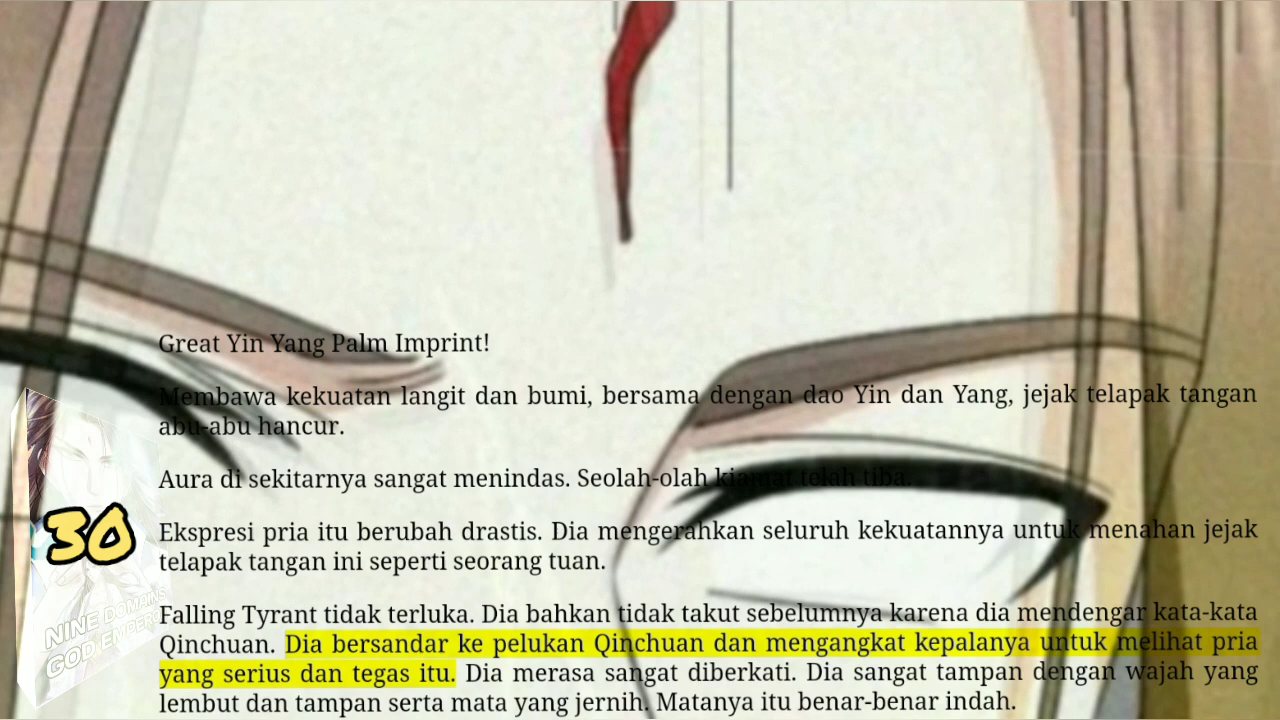 Great Yin Yang Palm Imprint!
Membawa kekuatan langit dan bumi, bersama dengan dao Yin dan Yang, jejak telapak tangan
abu-abu hancur.
Aura di sekitarnya sangat menindas. Seolah-olah kiamat telah tiba.
Ekspresi pria itu berubah drastis. Dia mengerahkan seluruh kekuatannya untuk menahan jejak
telapak tangan ini seperti seorang tuan.
Falling Tyrant tidak terluka. Dia bahkan tidak takut sebelumnya karena dia mendengar kata-kata
Qinchuan. Dia bersandar ke pelukan Qinchuan dan mengangkat kepalanya untuk melihat pria
yang serius dan tegas itu. Dia merasa sangat diberkati. Dia sangat tampan dengan wajah yang
lembut dan tampan serta mata yang jernih. Matanya itu benar-benar indah.
30
NINE DOMAINS
GOD EMPEROR